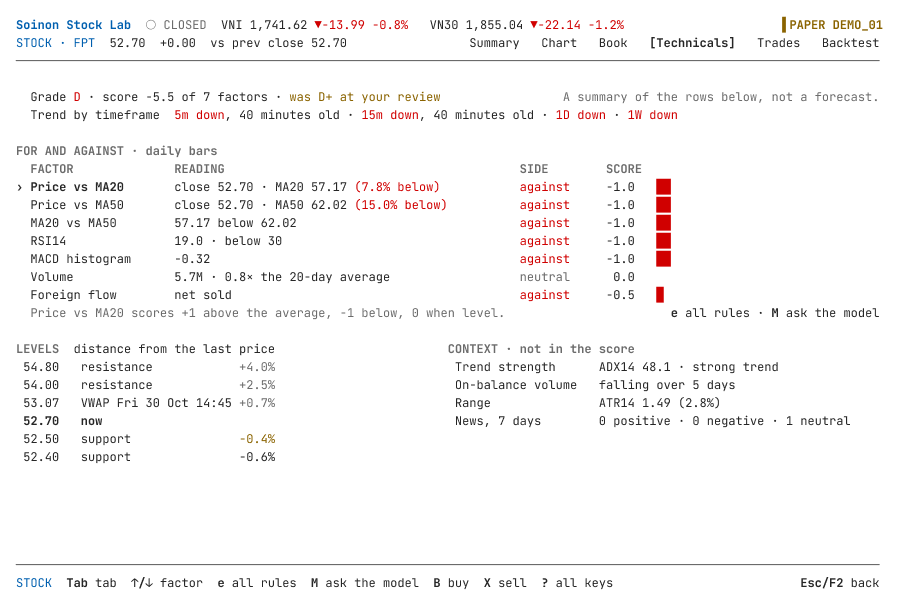 Soinon Stock Lab ○ CLOSED VNI 1,741.62 ▼-13.99 -0.8% VN30 1,855.04 ▼-22.14 -1.2% PAPER DEMO_01
STOCK · FPT 52.70 +0.00 vs prev close 52.70 Summary Chart Book [Technicals] Trades Backtest
Grade D · score -5.5 of 7 factors · was D+ at your review A summary of the rows below, not a forecast.
Trend by timeframe 5m down, 40 minutes old · 15m down, 40 minutes old · 1D down · 1W down
FOR AND AGAINST · daily bars
FACTOR READING SIDE SCORE
› Price vs MA20 close 52.70 · MA20 57.17 (7.8% below) against -1.0
Price vs MA50 close 52.70 · MA50 62.02 (15.0% below) against -1.0
MA20 vs MA50 57.17 below 62.02 against -1.0
RSI14 19.0 · below 30 against -1.0
MACD histogram -0.32 against -1.0
Volume 5.7M · 0.8× the 20-day average neutral 0.0
Foreign flow net sold against -0.5
Price vs MA20 scores +1 above the average, -1 below, 0 when level. e all rules · M ask the model
LEVELS distance from the last price CONTEXT · not in the score
54.80 resistance +4.0% Trend strength ADX14 48.1 · strong trend
54.00 resistance +2.5% On-balance volume falling over 5 days
53.07 VWAP Fri 30 Oct 14:45 +0.7% Range ATR14 1.49 (2.8%)
52.70 now News, 7 days 0 positive · 0 negative · 1 neutral
52.50 support -0.4%
52.40 support -0.6%
STOCK Tab tab ↑/↓ factor e all rules M ask the model B buy X sell ? all keys Esc/F2 back